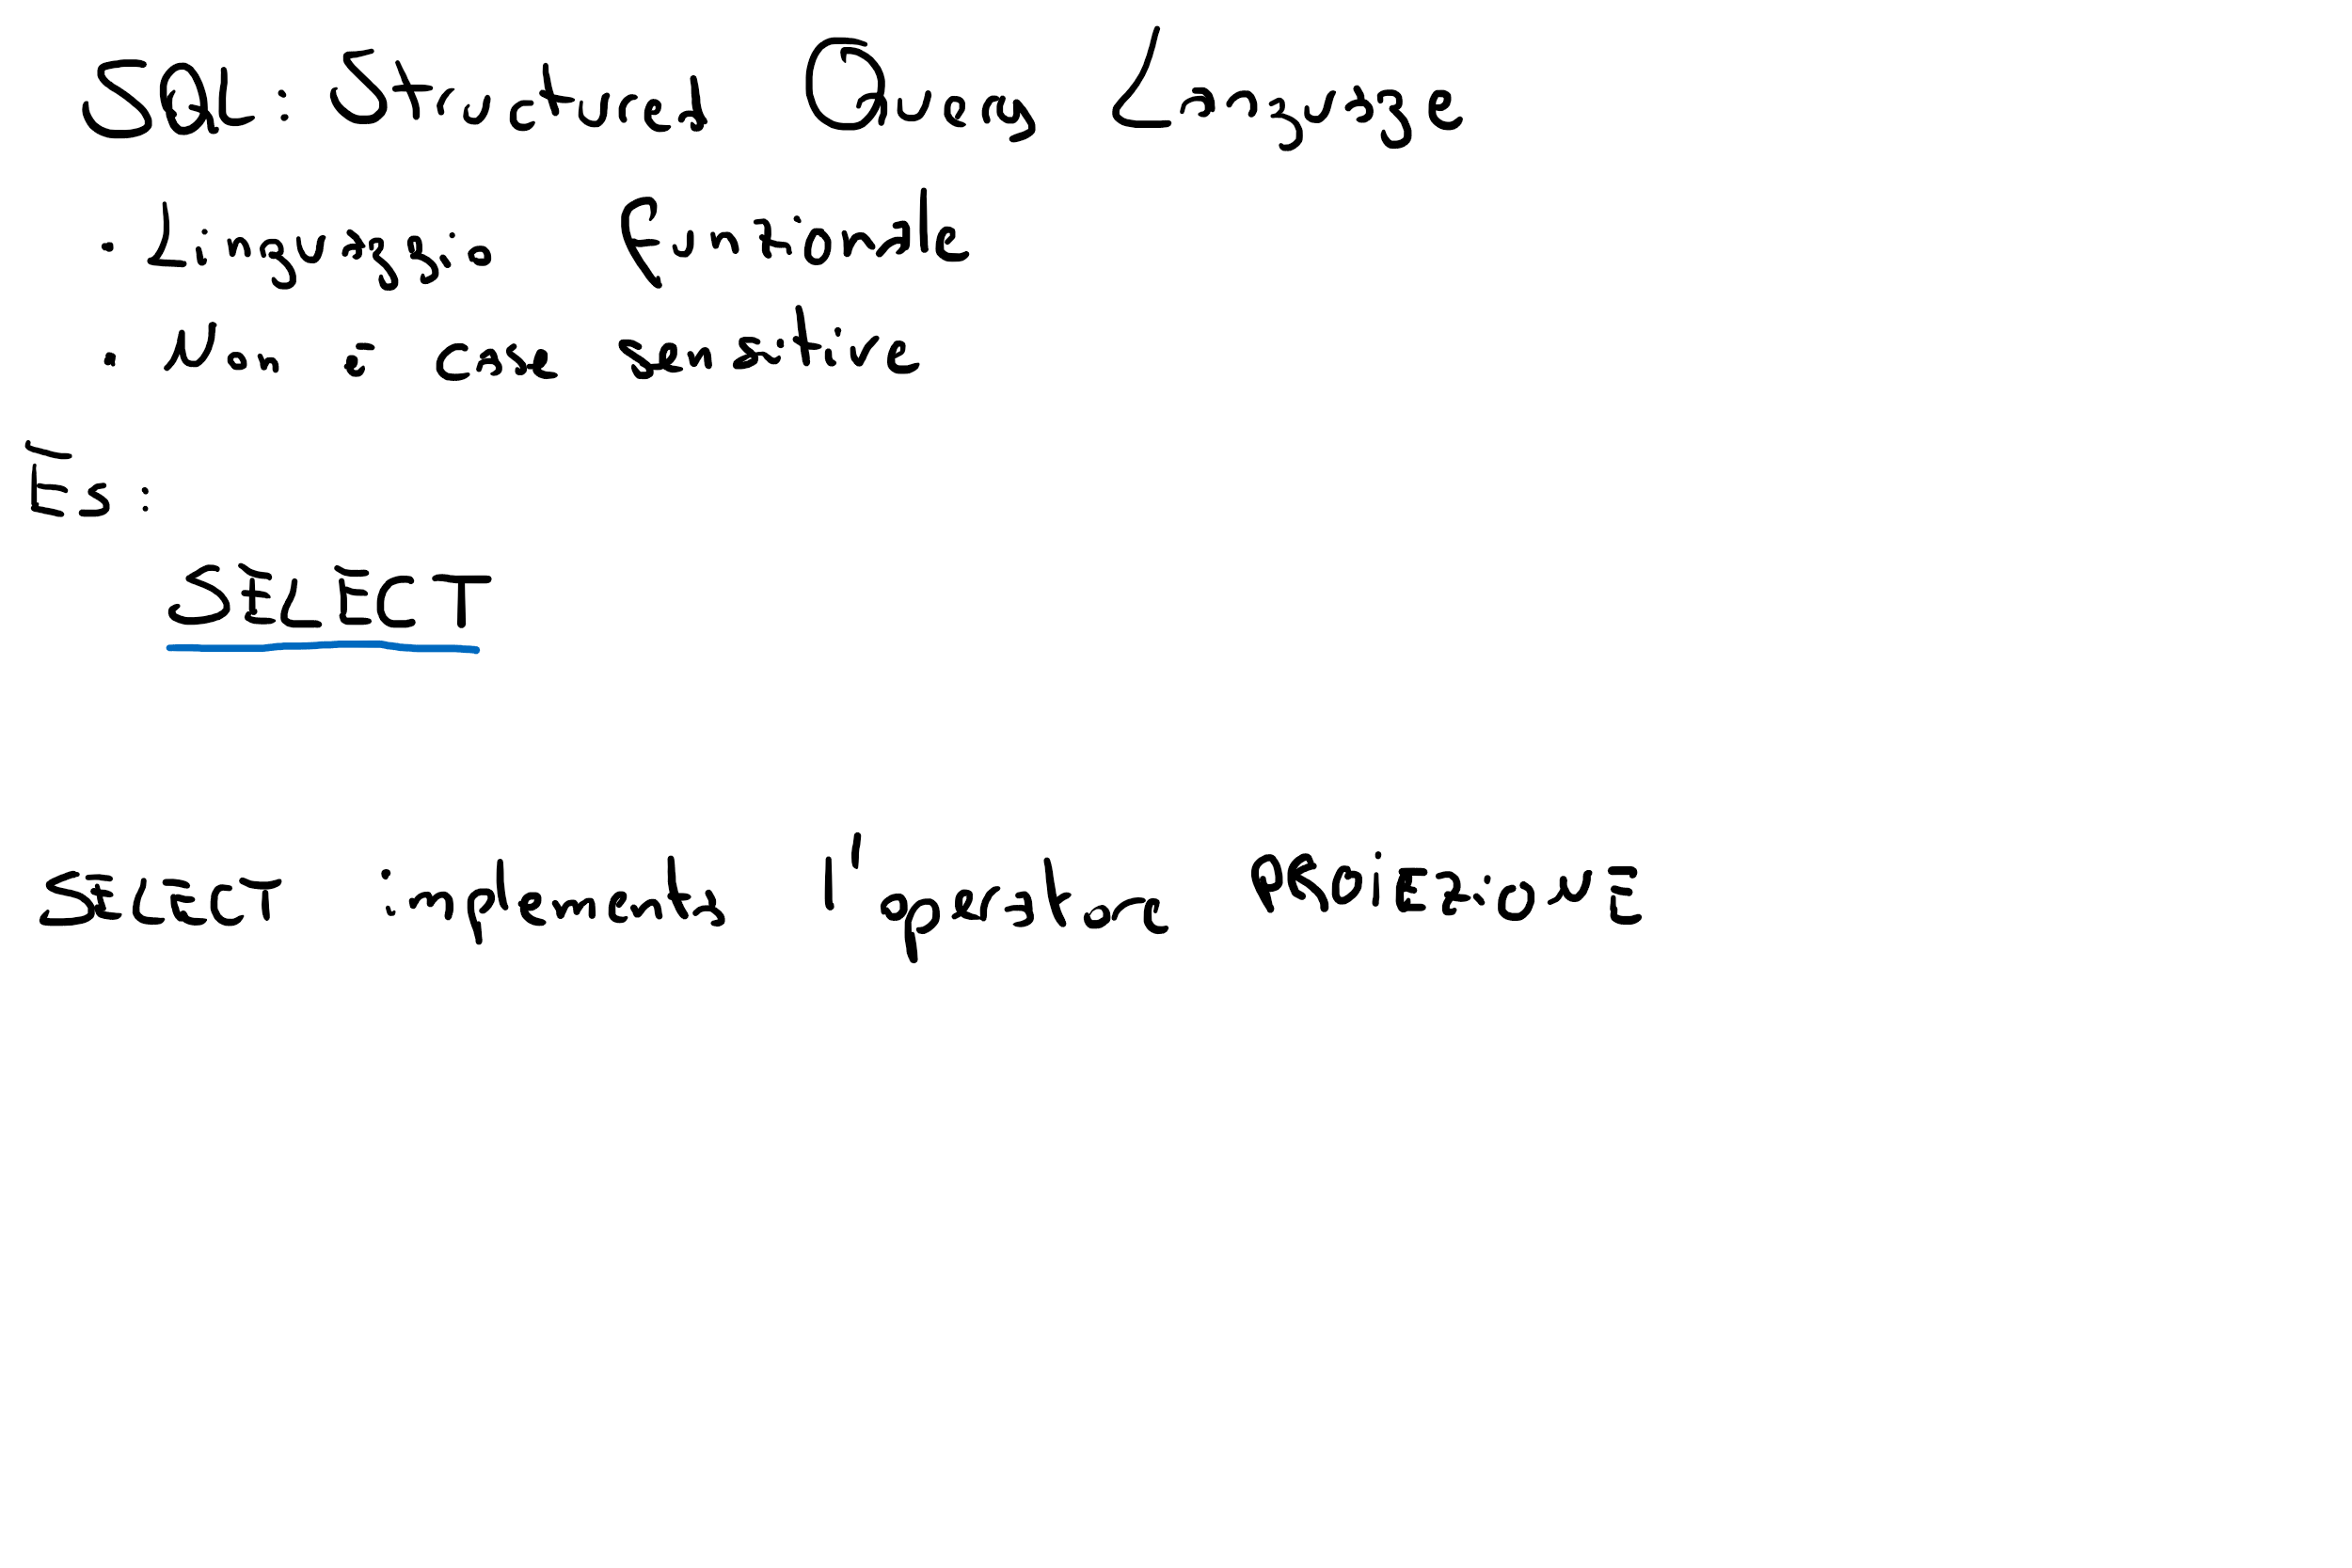 SQL: Structured Query Language
· Linguaggio funzionale
· Non è case sensitive
Es:
SELECT
SELECT implementa l'operatore PROIEZIONE